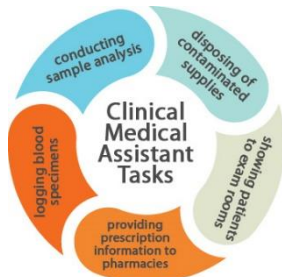 Clinical
Medical
Assistant
Tasks
conducting
sample analysis
disposing of
contaminated
supplies
showing patients
to exam rooms
providing
prescription
information to
pharmacies
logging blood
specimens